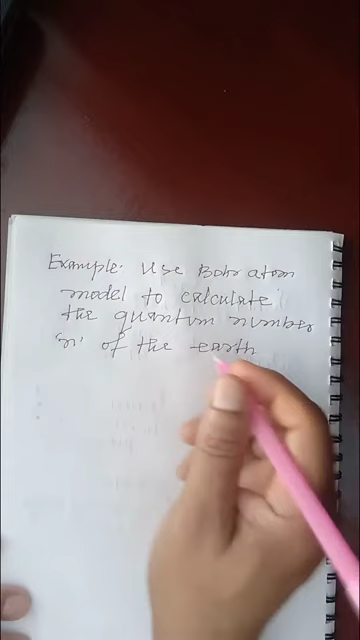 Example: Use Bohr atom
model to calculate
the quantum number
'n' of the earth